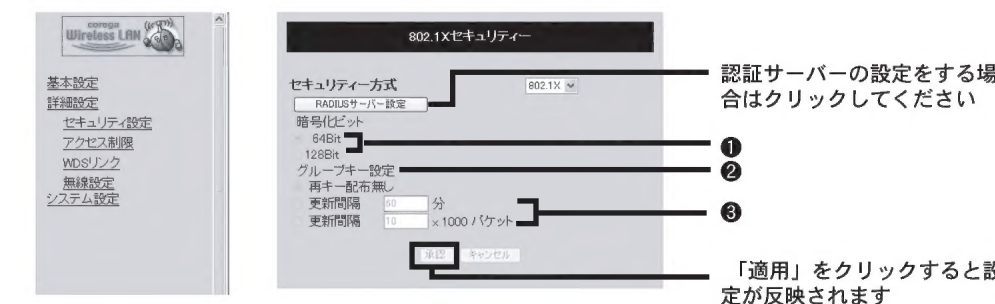 corega
Wireless LAN
基本設定
詳細設定
セキュリティ設定
アクセス制限
WDSリンク
無線設定
システム設定
802.1Xセキュリティー
セキュリティー方式
802.1X
RADIUSサーバー設定
暗号化ビット
64Bit
128Bit
グループキー設定
再キー配布無し
更新間隔 60 分
更新間隔 10 ×1000 パケット
承認 キャンセル
認証サーバーの設定をする場
合はクリックしてください
❶
❷
❸
「適用」をクリックすると設
定が反映されます